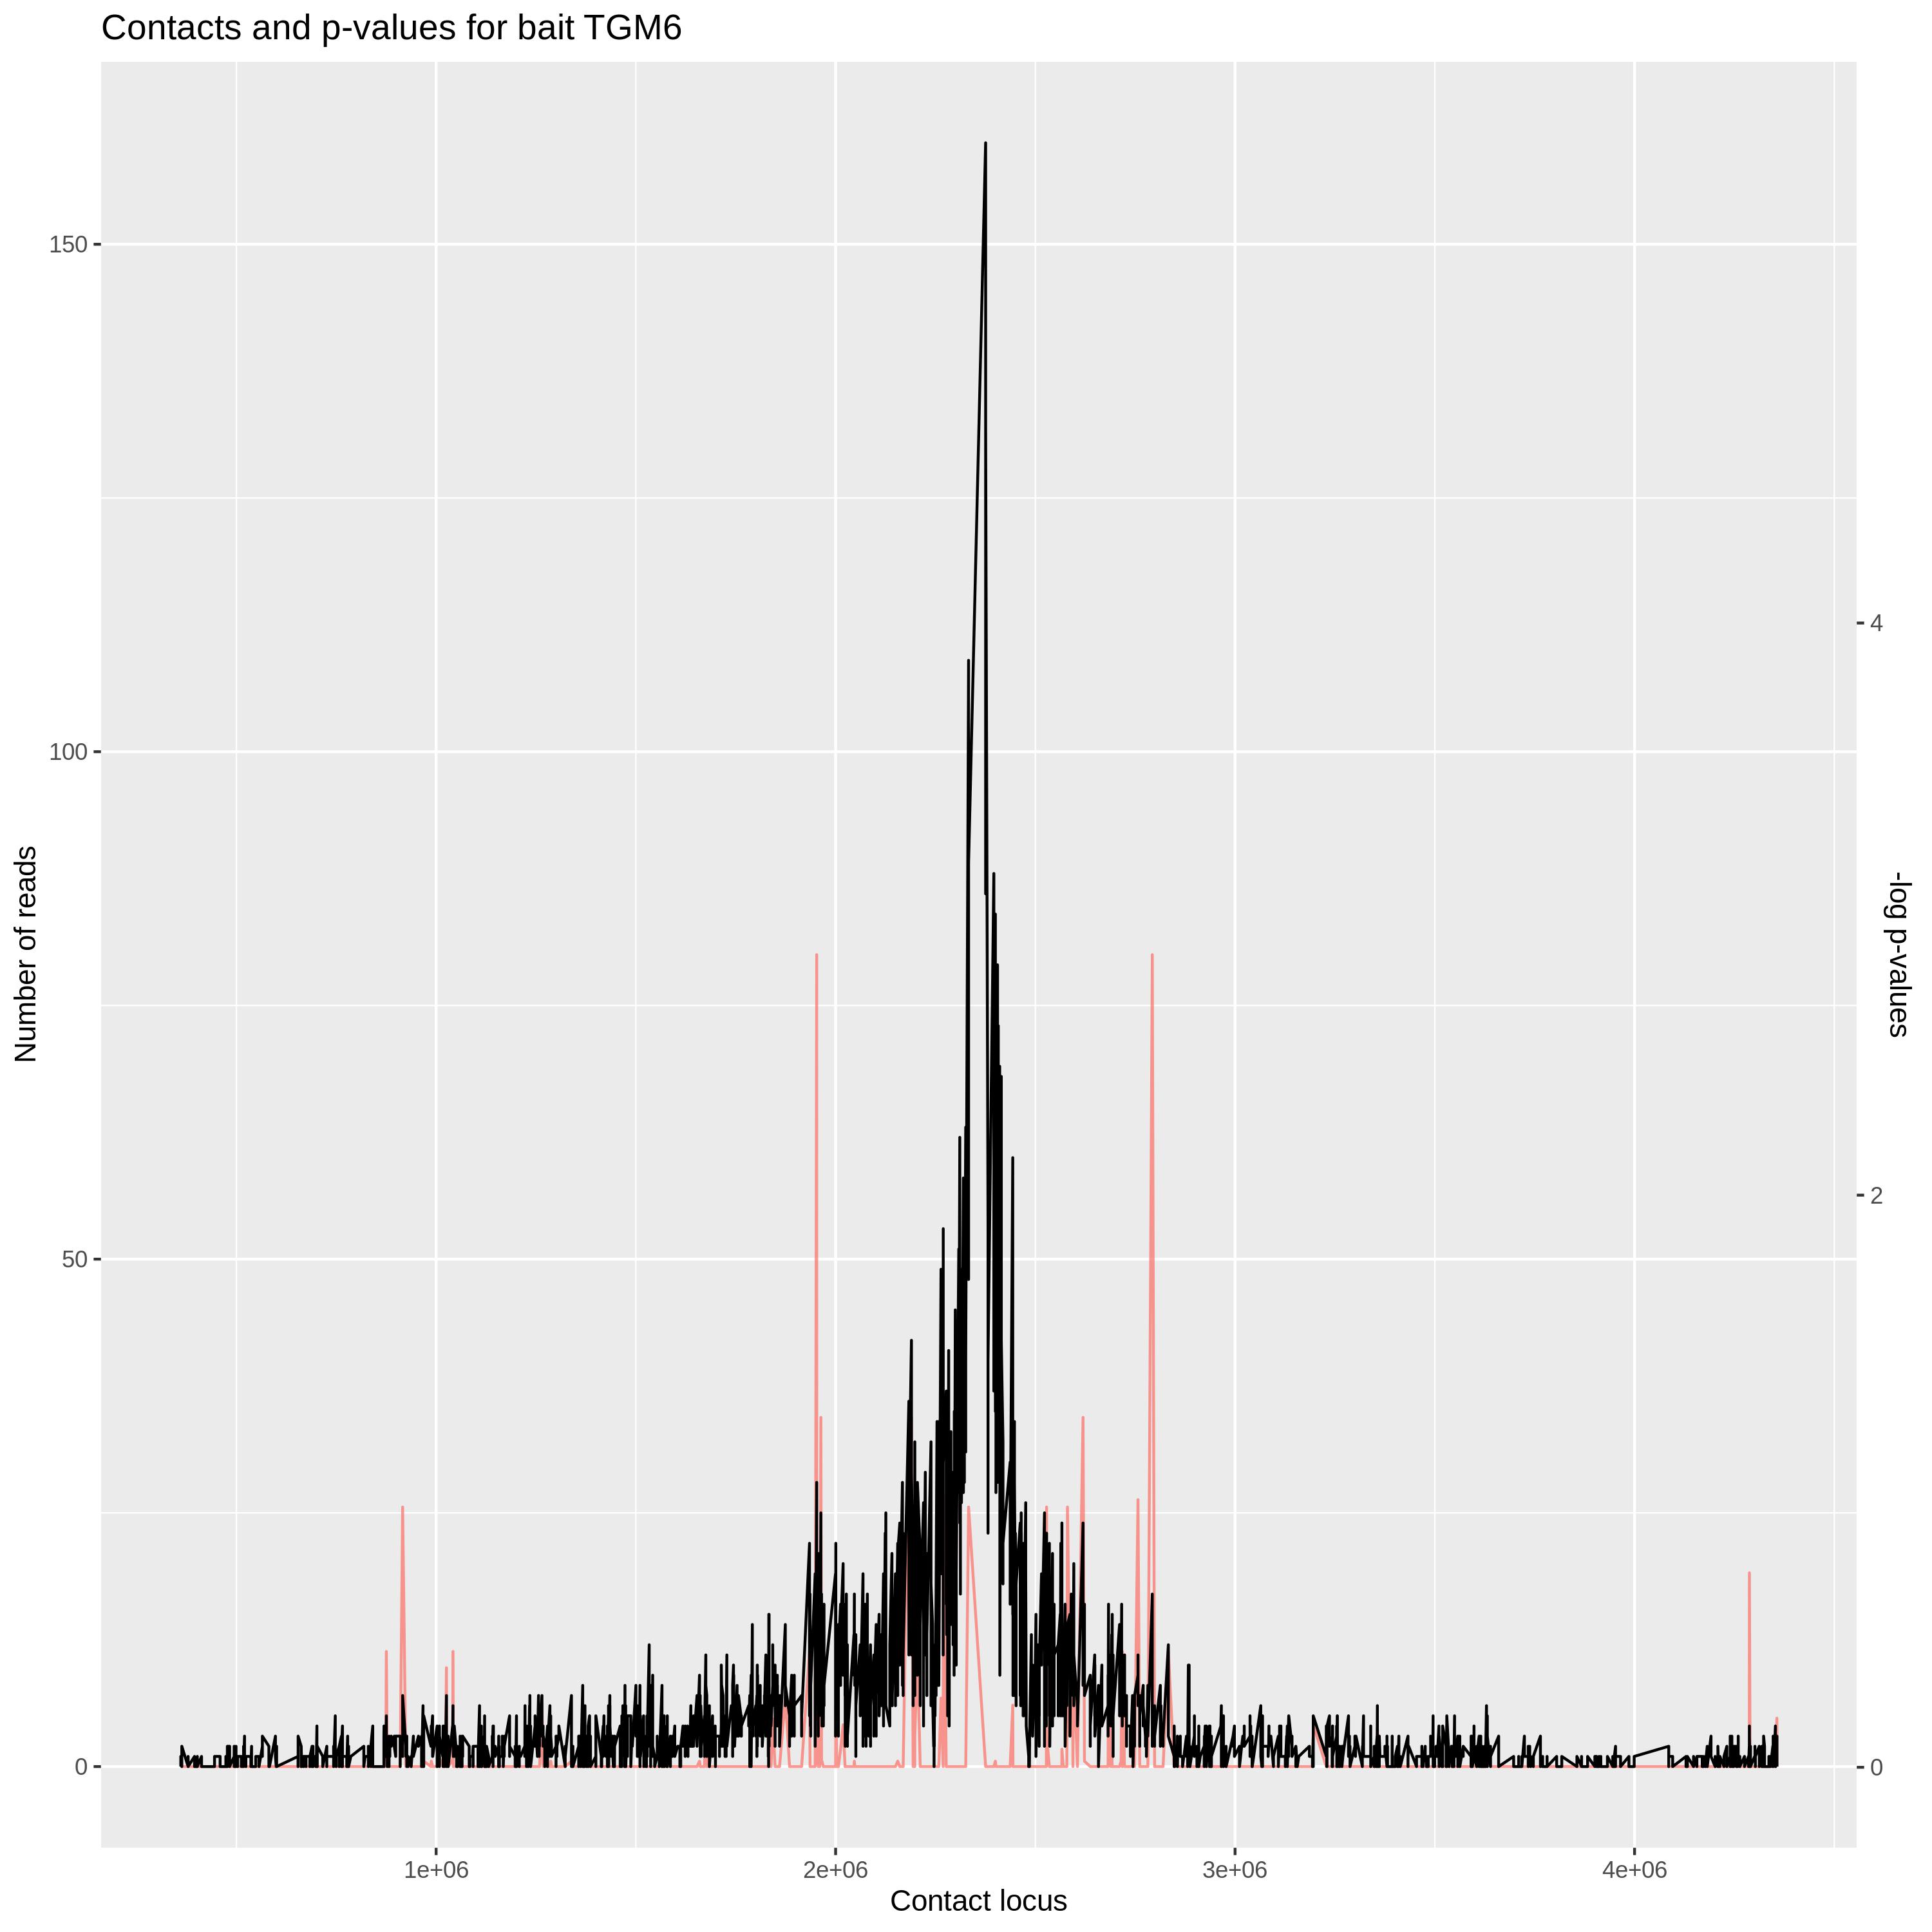 Contacts and p-values for bait TGM6
150
100
50
0
Number of reads
4
2
0
-log p-values
1e+06
2e+06
3e+06
4e+06
Contact locus